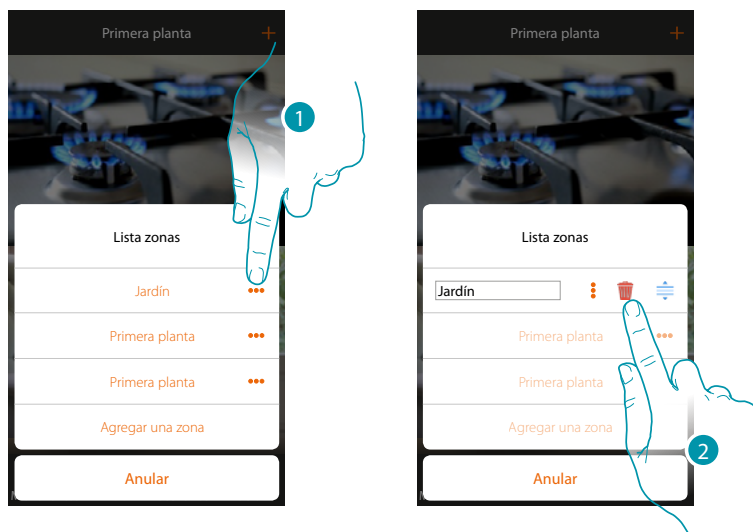 Primera planta
1
Lista zonas
Jardín
Primera planta
Primera planta
Agregar una zona
Anular
Primera planta
Lista zonas
Jardín
Primera planta
Primera planta
Agregar una zona
2
Anular